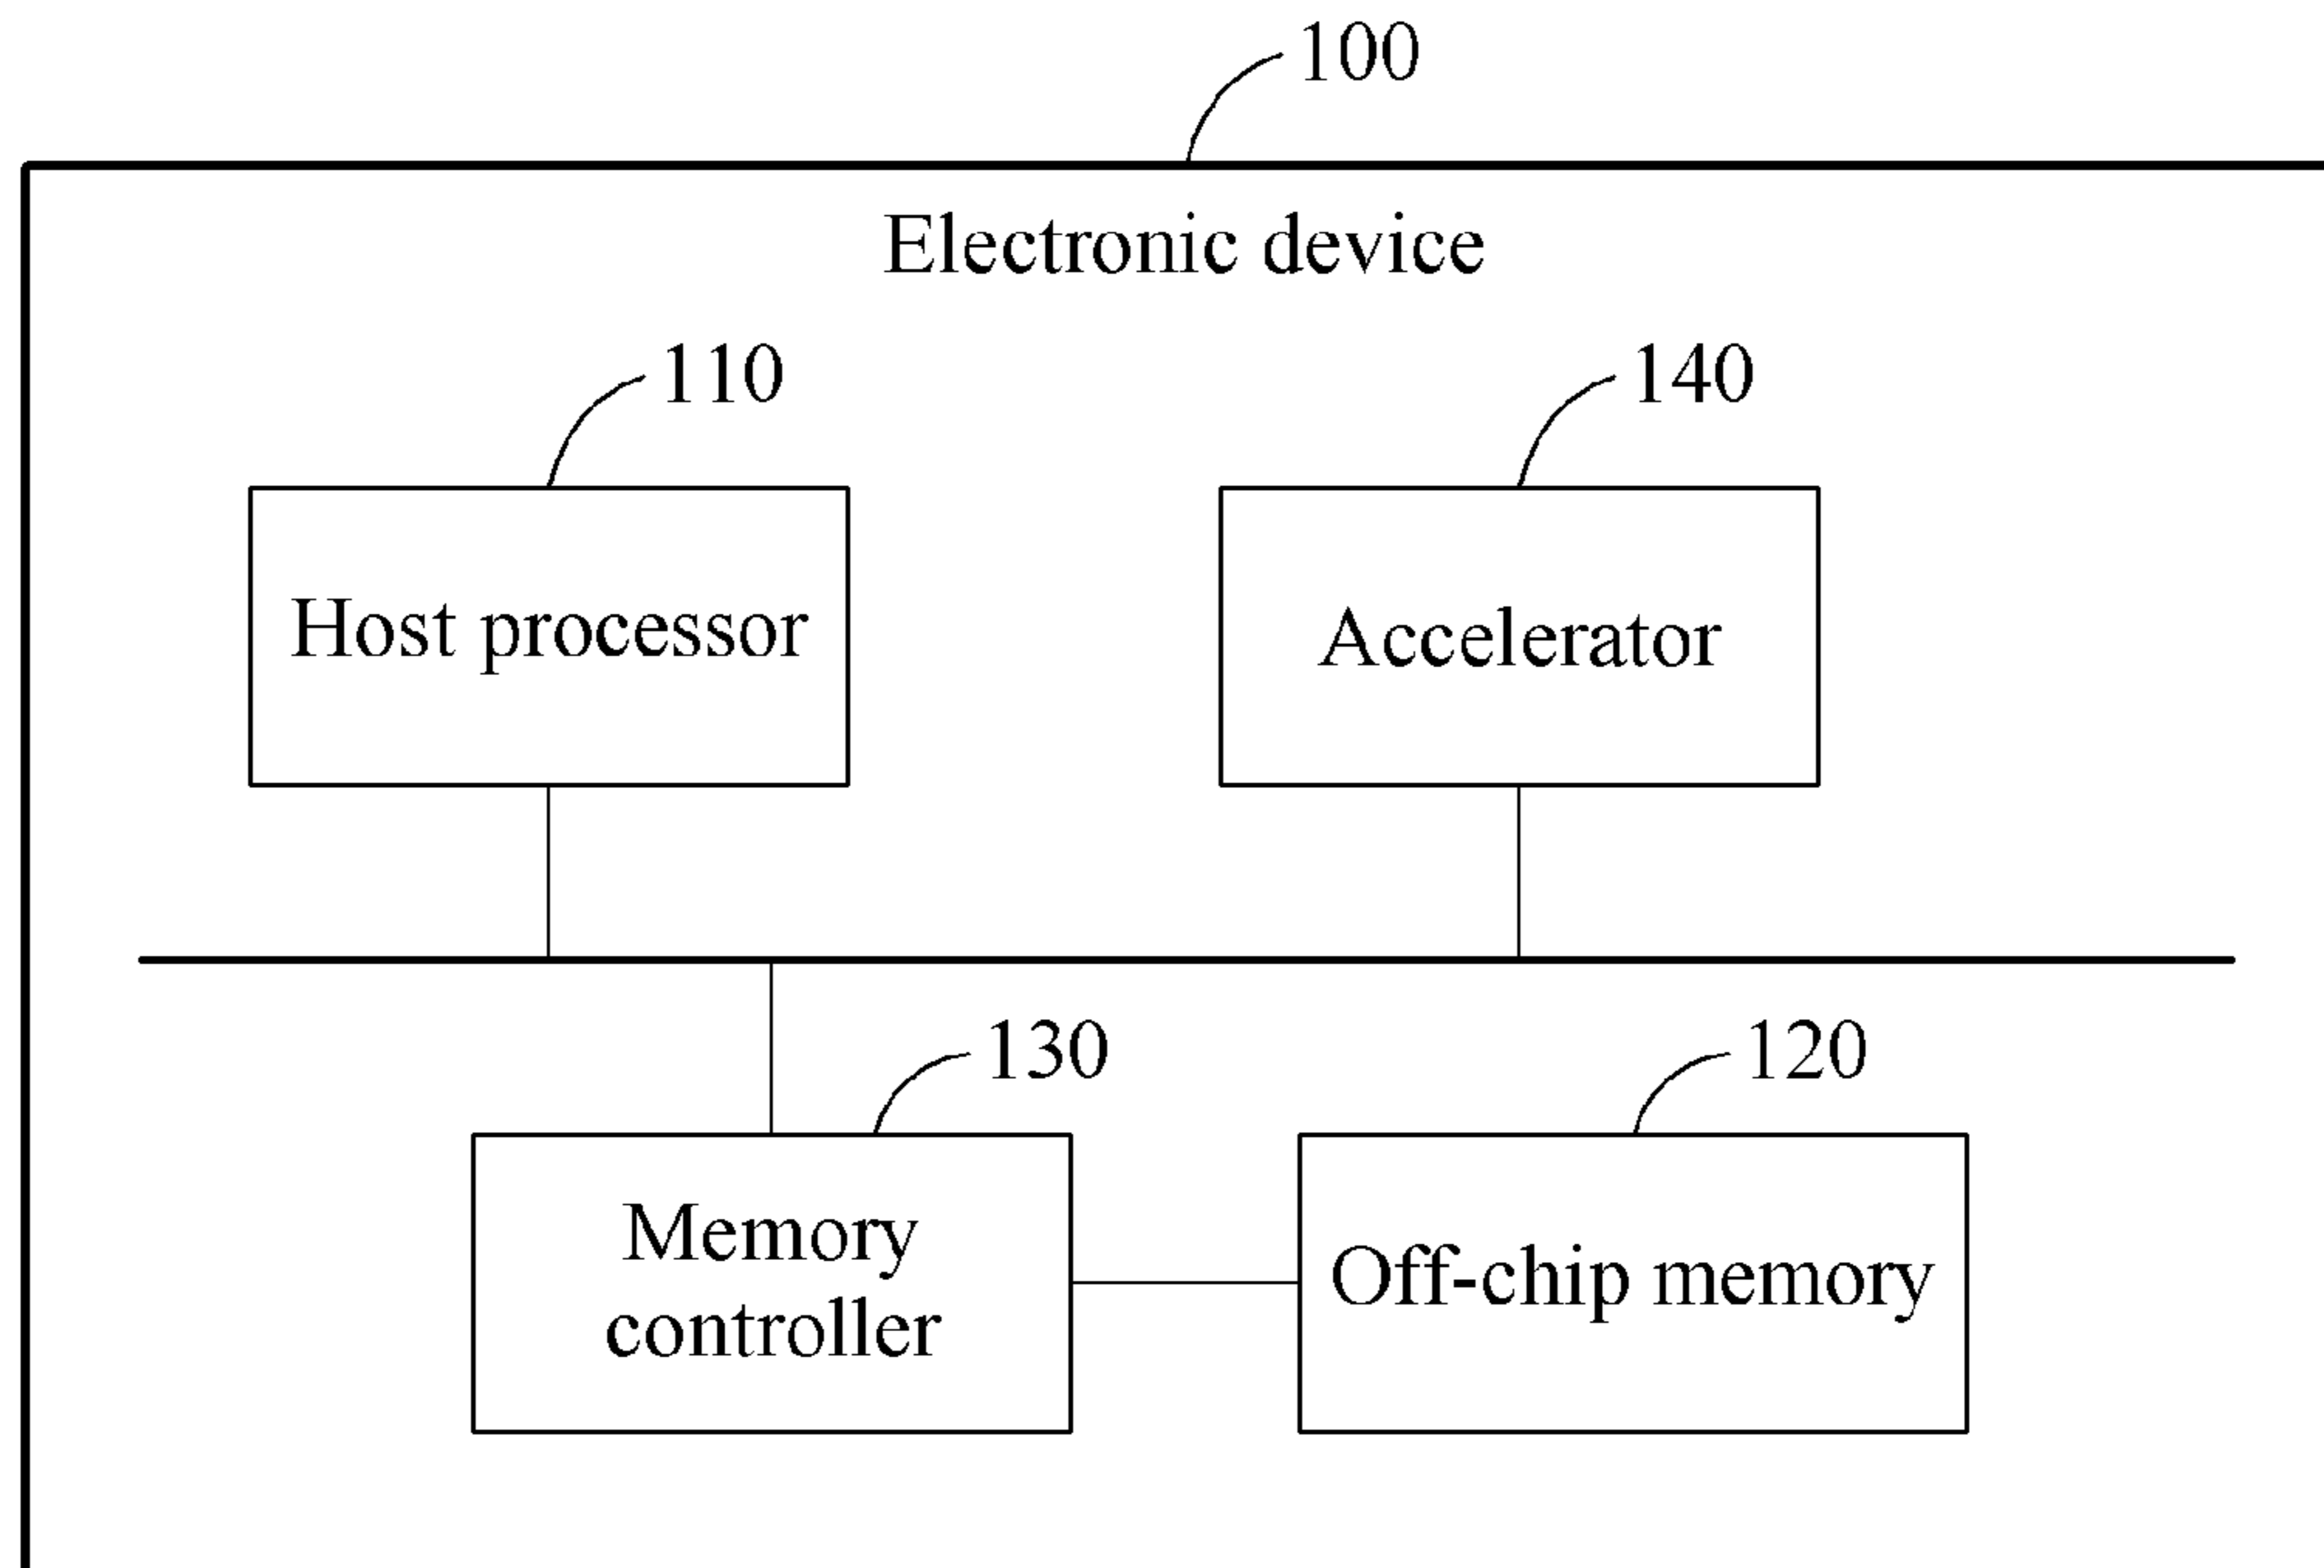 100
Electronic device
110
140
Host processor
Accelerator
130
120
Memory
controller
Off-chip memory